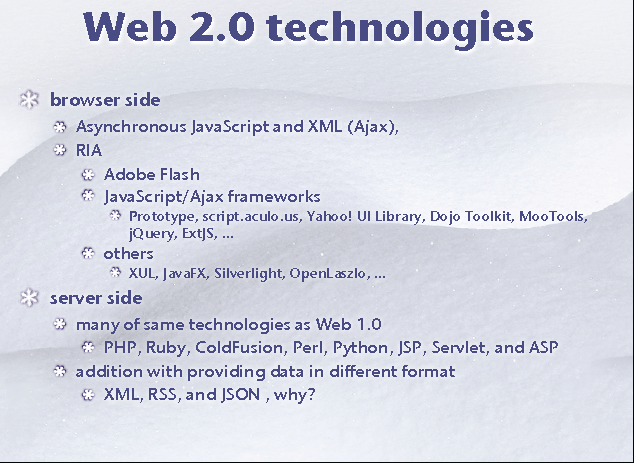 Web 2.0 technologies
browser side
Asynchronous JavaScript and XML (Ajax),
RIA
Adobe Flash
JavaScript/Ajax frameworks
Prototype, script.aculo.us, Yahoo! UI Library, Dojo Toolkit, MooTools,
jQuery, ExtJS, ...
others
XUL, JavaFX, Silverlight, OpenLaszlo, ...
server side
many of same technologies as Web 1.0
PHP, Ruby, ColdFusion, Perl, Python, JSP, Servlet, and ASP
addition with providing data in different format
XML, RSS, and JSON , why?